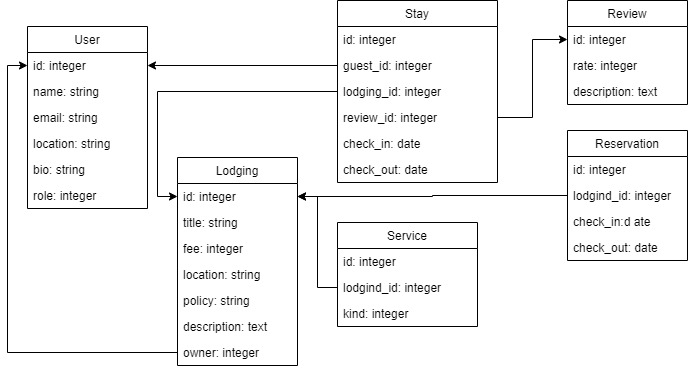 User
id: integer
name: string
email: string
location: string
bio: string
role: integer
Stay
id: integer
guest_id: integer
lodging_id: integer
review_id: integer
check_in: date
check_out: date
Review
id: integer
rate: integer
description: text
Lodging
id: integer
title: string
fee: integer
location: string
policy: string
description: text
owner: integer
Service
id: integer
lodgind_id: integer
kind: integer
Reservation
id: integer
lodgind_id: integer
check_in:d ate
check_out: date